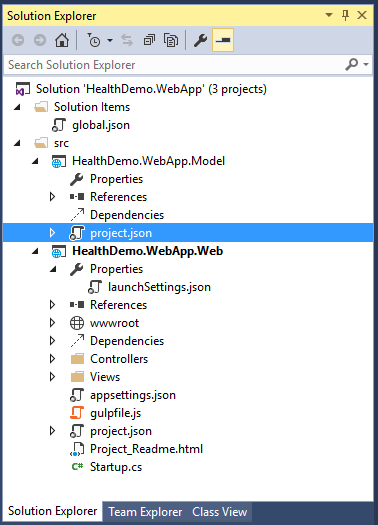 Solution Explorer
Search Solution Explorer
Solution 'HealthDemo.WebApp' (3 projects)
Solution Items
global.json
src
HealthDemo.WebApp.Model
Properties
References
Dependencies
project.json
HealthDemo.WebApp.Web
Properties
launchSettings.json
References
wwwroot
Dependencies
Controllers
Views
appsettings.json
gulpfile.js
project.json
Project_Readme.html
C# Startup.cs
Solution Explorer Team Explorer Class View